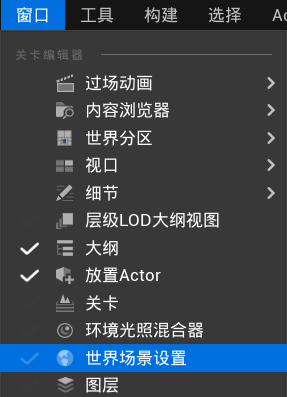 窗口 工具 构建 选择 Ac
关卡编辑器
过场动画
内容浏览器
世界分区
视口
细节
层级LOD大纲视图
大纲
放置Actor
关卡
环境光照混合器
世界场景设置
图层